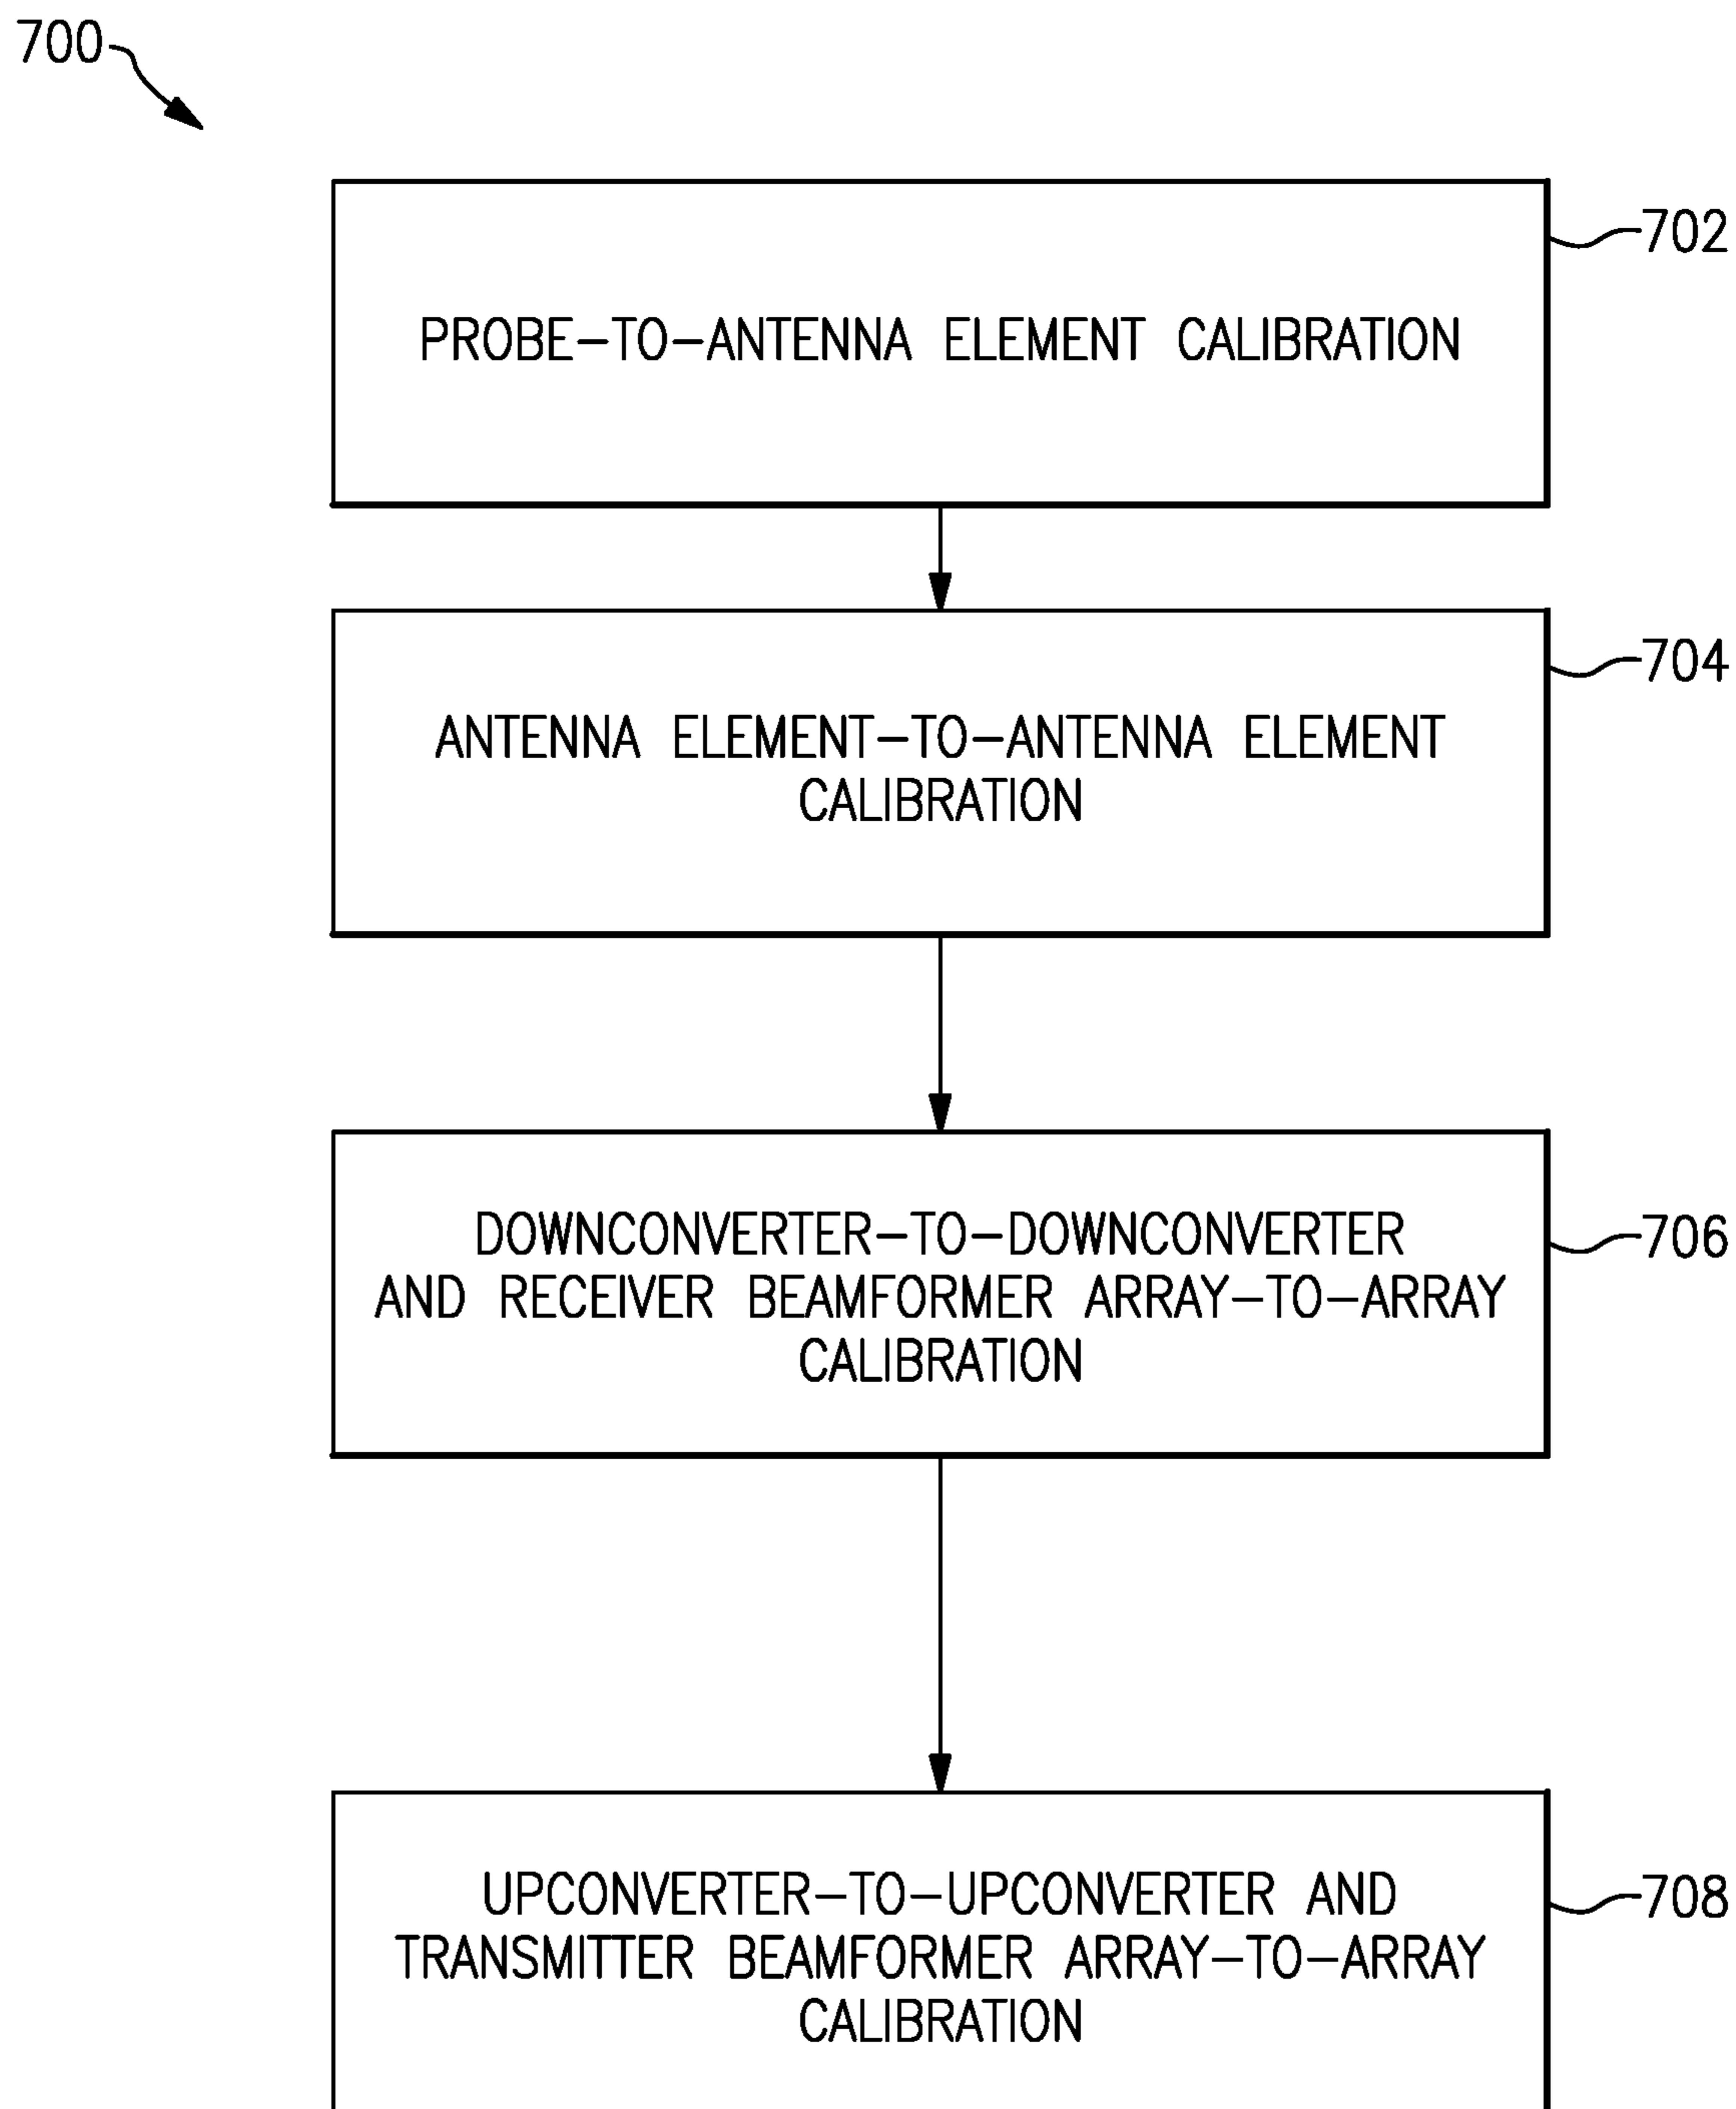 700
702
PROBE-TO-ANTENNA ELEMENT CALIBRATION
704
ANTENNA ELEMENT-TO-ANTENNA ELEMENT
CALIBRATION
706
DOWNCONVERTER-TO-DOWNCONVERTER
AND RECEIVER BEAMFORMER ARRAY-TO-ARRAY
CALIBRATION
708
UPCONVERTER-TO-UPCONVERTER AND
TRANSMITTER BEAMFORMER ARRAY-TO-ARRAY
CALIBRATION